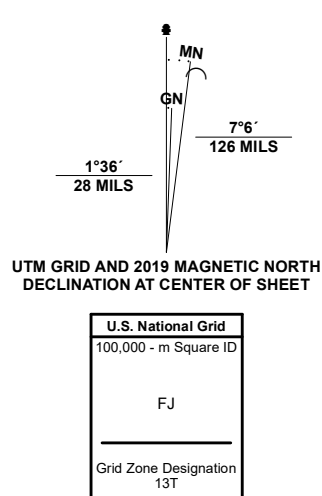 MN
GN
7°6´
126 MILS
1°36´
28 MILS
UTM GRID AND 2019 MAGNETIC NORTH
DECLINATION AT CENTER OF SHEET
U.S. National Grid
100,000 - m Square ID
FJ
Grid Zone Designation
13T